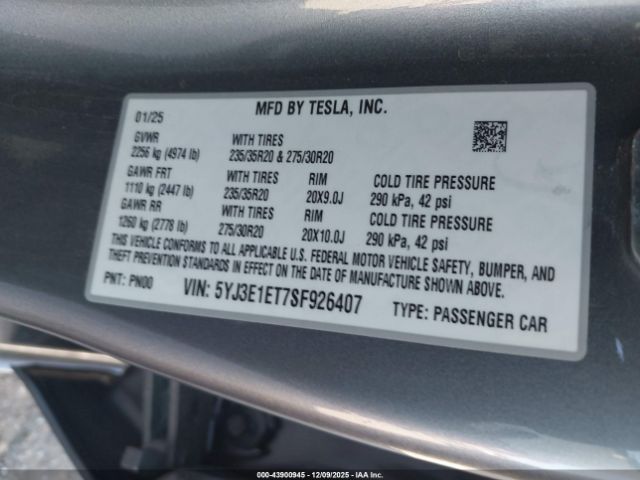 MFD BY TESLA, INC.
01/25
GVWR WITH TIRES
2256 kg (4974 lb) 235/35R20 & 275/30R20
GAWR FRT WITH TIRES RIM COLD TIRE PRESSURE
1110 kg (2447 lb) 235/35R20 20X9.0J 290 kPa, 42 psi
GAWR RR WITH TIRES RIM COLD TIRE PRESSURE
1260 kg (2778 lb) 275/30R20 20X10.0J 290 kPa, 42 psi
THIS VEHICLE CONFORMS TO ALL APPLICABLE U.S. FEDERAL MOTOR VEHICLE SAFETY, BUMPER, AND
THEFT PREVENTION STANDARDS IN EFFECT ON THE DATE OF MANUFACTURE SHOWN ABOVE.
PNT: PN00 VIN: 5YJ3E1ET7SF926407 TYPE: PASSENGER CAR
000-43900945 - 12/09/2025 - IAA Inc.